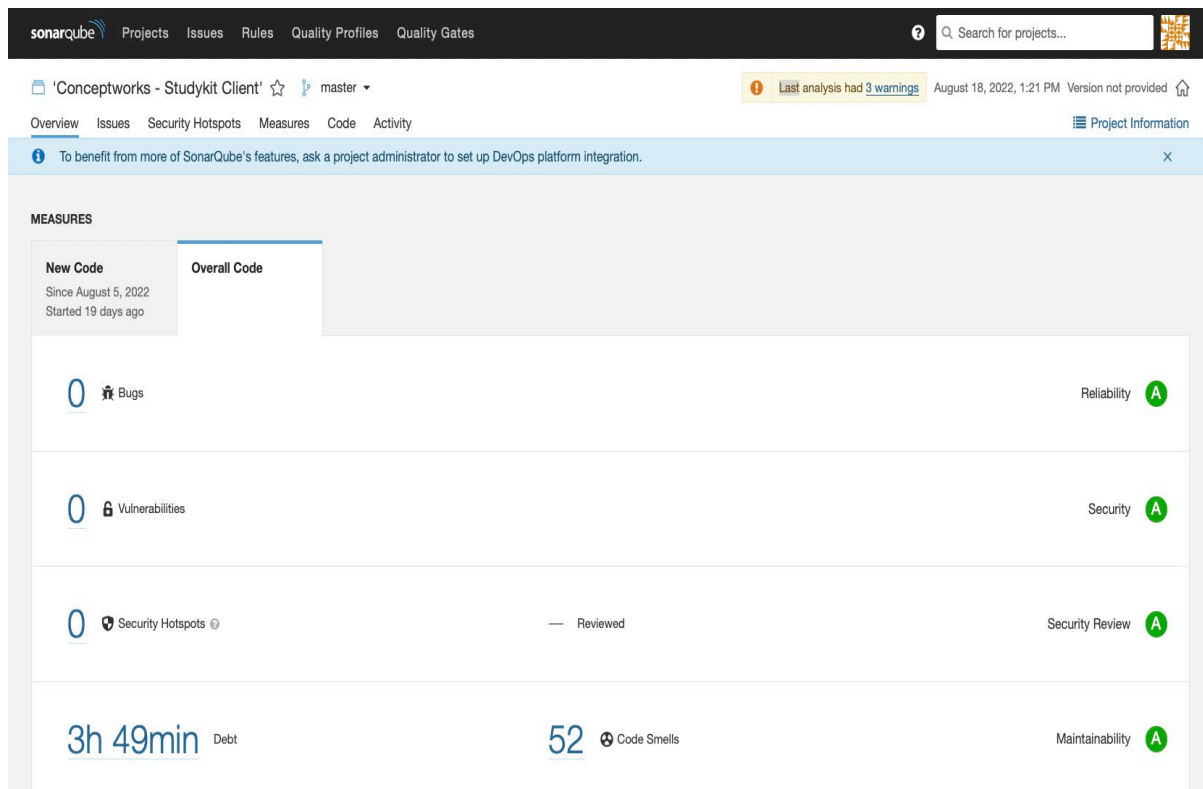 sonarqube Projects Issues Rules Quality Profiles Quality Gates ? Search for projects...
'Conceptworks - Studykit Client' master Last analysis had 3 warnings August 18, 2022, 1:21 PM Version not provided
Overview Issues Security Hotspots Measures Code Activity Project Information
To benefit from more of SonarQube's features, ask a project administrator to set up DevOps platform integration.
MEASURES
New Code Overall Code
Since August 5, 2022
Started 19 days ago
0 Bugs Reliability A
0 Vulnerabilities Security A
0 Security Hotspots ? — Reviewed Security Review A
3h 49min Debt 52 Code Smells Maintainability A